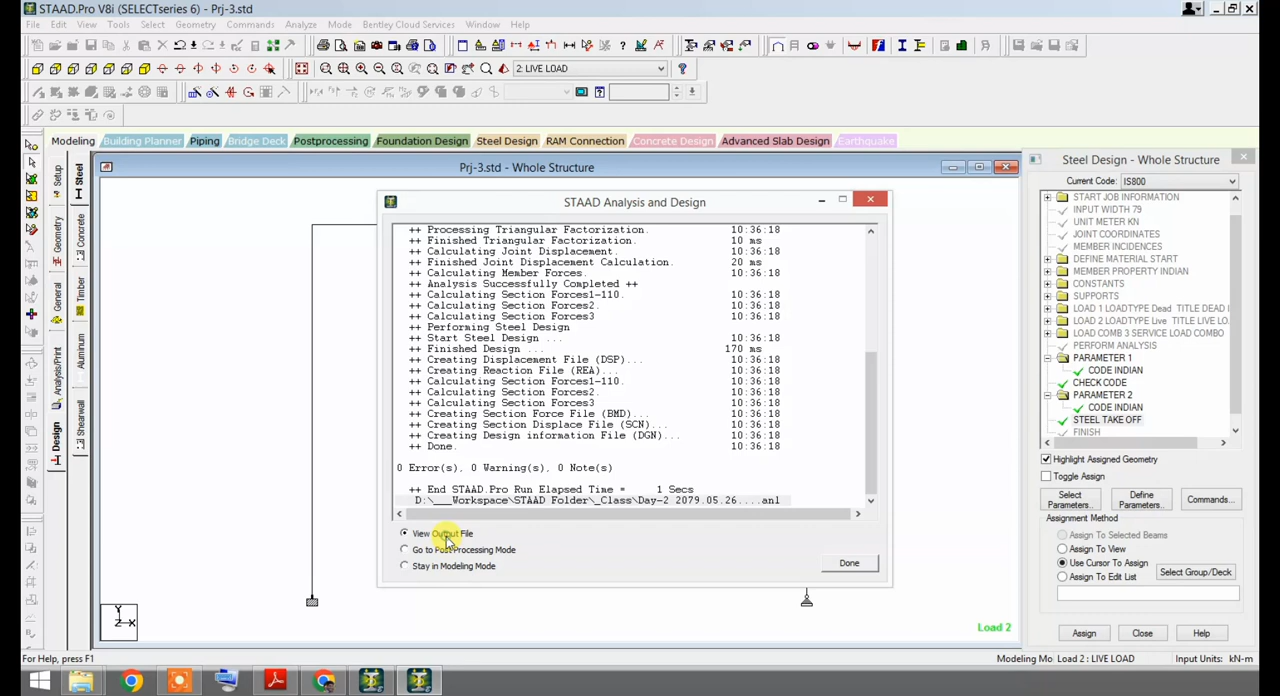 STAAD.Pro V8i (SELECTseries 6) - Prj-3.std
File Edit View Tools Select Geometry Commands Analyze Mode Bentley Cloud Services Window Help
2: LIVE LOAD
Modeling Building Planner Piping Bridge Deck Postprocessing Foundation Design Steel Design RAM Connection Concrete Design Advanced Slab Design Earthquake
Setup
Geometry
General
Analysis/Print
Design
Steel
Concrete
Timber
Aluminum
Shearwall
Prj-3.std - Whole Structure
STAAD Analysis and Design
++ Processing Triangular Factorization. 10:36:18
++ Finished Triangular Factorization. 10 ms
++ Calculating Joint Displacement. 10:36:18
++ Finished Joint Displacement Calculation. 20 ms
++ Calculating Member Forces. 10:36:18
++ Analysis Successfully Completed ++
++ Calculating Section Forces1-110. 10:36:18
++ Calculating Section Forces2. 10:36:18
++ Calculating Section Forces3 10:36:18
++ Performing Steel Design
++ Start Steel Design ... 10:36:18
++ Finished Design ... 170 ms
++ Creating Displacement File (DSP)... 10:36:18
++ Creating Reaction File (REA)... 10:36:18
++ Calculating Section Forces1-110. 10:36:18
++ Calculating Section Forces2. 10:36:18
++ Calculating Section Forces3 10:36:18
++ Creating Section Force File (BMD)... 10:36:18
++ Creating Section Displace File (SCN)... 10:36:18
++ Creating Design information File (DGN)... 10:36:18
++ Done. 10:36:18
0 Error(s), 0 Warning(s), 0 Note(s)
++ End STAAD.Pro Run Elapsed Time = 1 Secs
D:\___Workspace\STAAD Folder\_Class\Day-2 2079.05.26....anl
View Output File
Go to Post Processing Mode
Stay in Modeling Mode
Done
Y
Z X
Load 2
Steel Design - Whole Structure
Current Code: IS800
START JOB INFORMATION
INPUT WIDTH 79
UNIT METER KN
JOINT COORDINATES
MEMBER INCIDENCES
DEFINE MATERIAL START
MEMBER PROPERTY INDIAN
CONSTANTS
SUPPORTS
LOAD 1 LOADTYPE Dead TITLE DEAD
LOAD 2 LOADTYPE Live TITLE LIVE LO
LOAD COMB 3 SERVICE LOAD COMBO
PERFORM ANALYSIS
PARAMETER 1
CODE INDIAN
CHECK CODE
PARAMETER 2
CODE INDIAN
STEEL TAKE OFF
FINISH
Highlight Assigned Geometry
Toggle Assign
Select Parameters...
Define Parameters...
Commands...
Assignment Method
Assign To Selected Beams
Assign To View
Use Cursor To Assign
Select Group/Deck
Assign To Edit List
Assign Close Help
For Help, press F1
Modeling Mo Load 2 : LIVE LOAD Input Units: kN-m